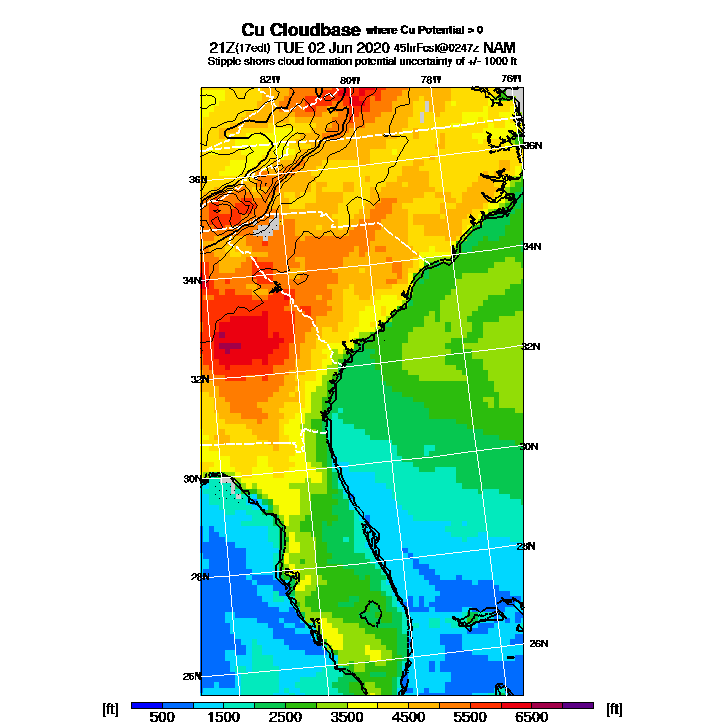 Cu Cloudbase where Cu Potential > 0
21Z(17edt) TUE 02 Jun 2020 45hrFcst@0247z NAM
Stipple shows cloud formation potential uncertainty of +/- 1000 ft
82W 80W 78W 76W
36N
36N
34N
34N
32N
32N
30N
30N
28N
28N
26N
26N
[ft] 500 1500 2500 3500 4500 5500 6500 [ft]